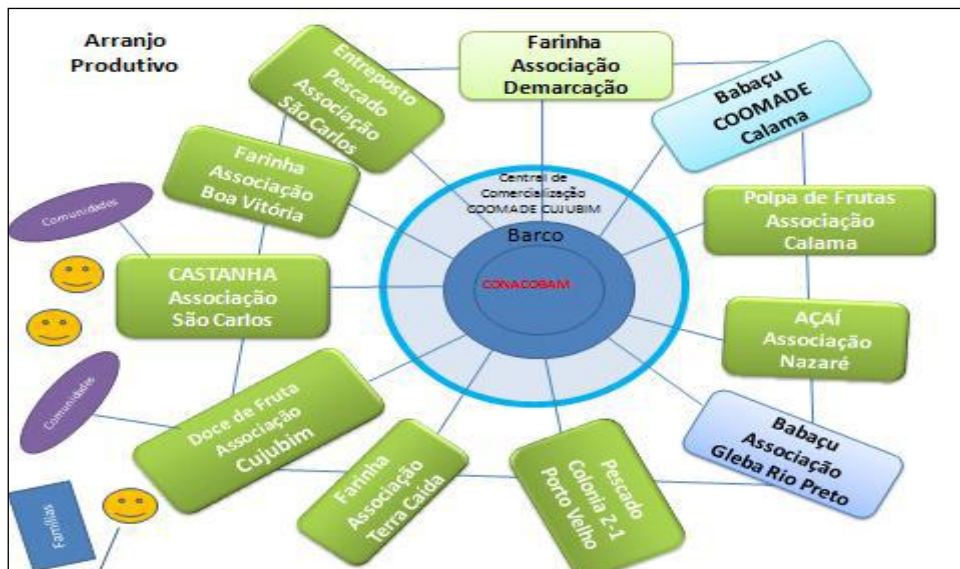 Arranjo
Produtivo
Entreposto
Pescado
Associação
São Carlos
Farinha
Associação
Demarcação
Babaçu
COOMADE
Calama
Farinha
Associação
Boa Vitória
Central de
Comercialização
COOMADE CUJUBIM
Barco
CONACOBAM
Polpa de Frutas
Associação
Calama
Comunidades
CASTANHA
Associação
São Carlos
AÇAÍ
Associação
Nazaré
Comunidades
Doce de Fruta
Associação
Cujubim
Farinha
Associação
Terra Caída
Pescado
Colonia Z-1
Porto Velho
Babaçu
Associação
Gleba Rio Preto
Famílias